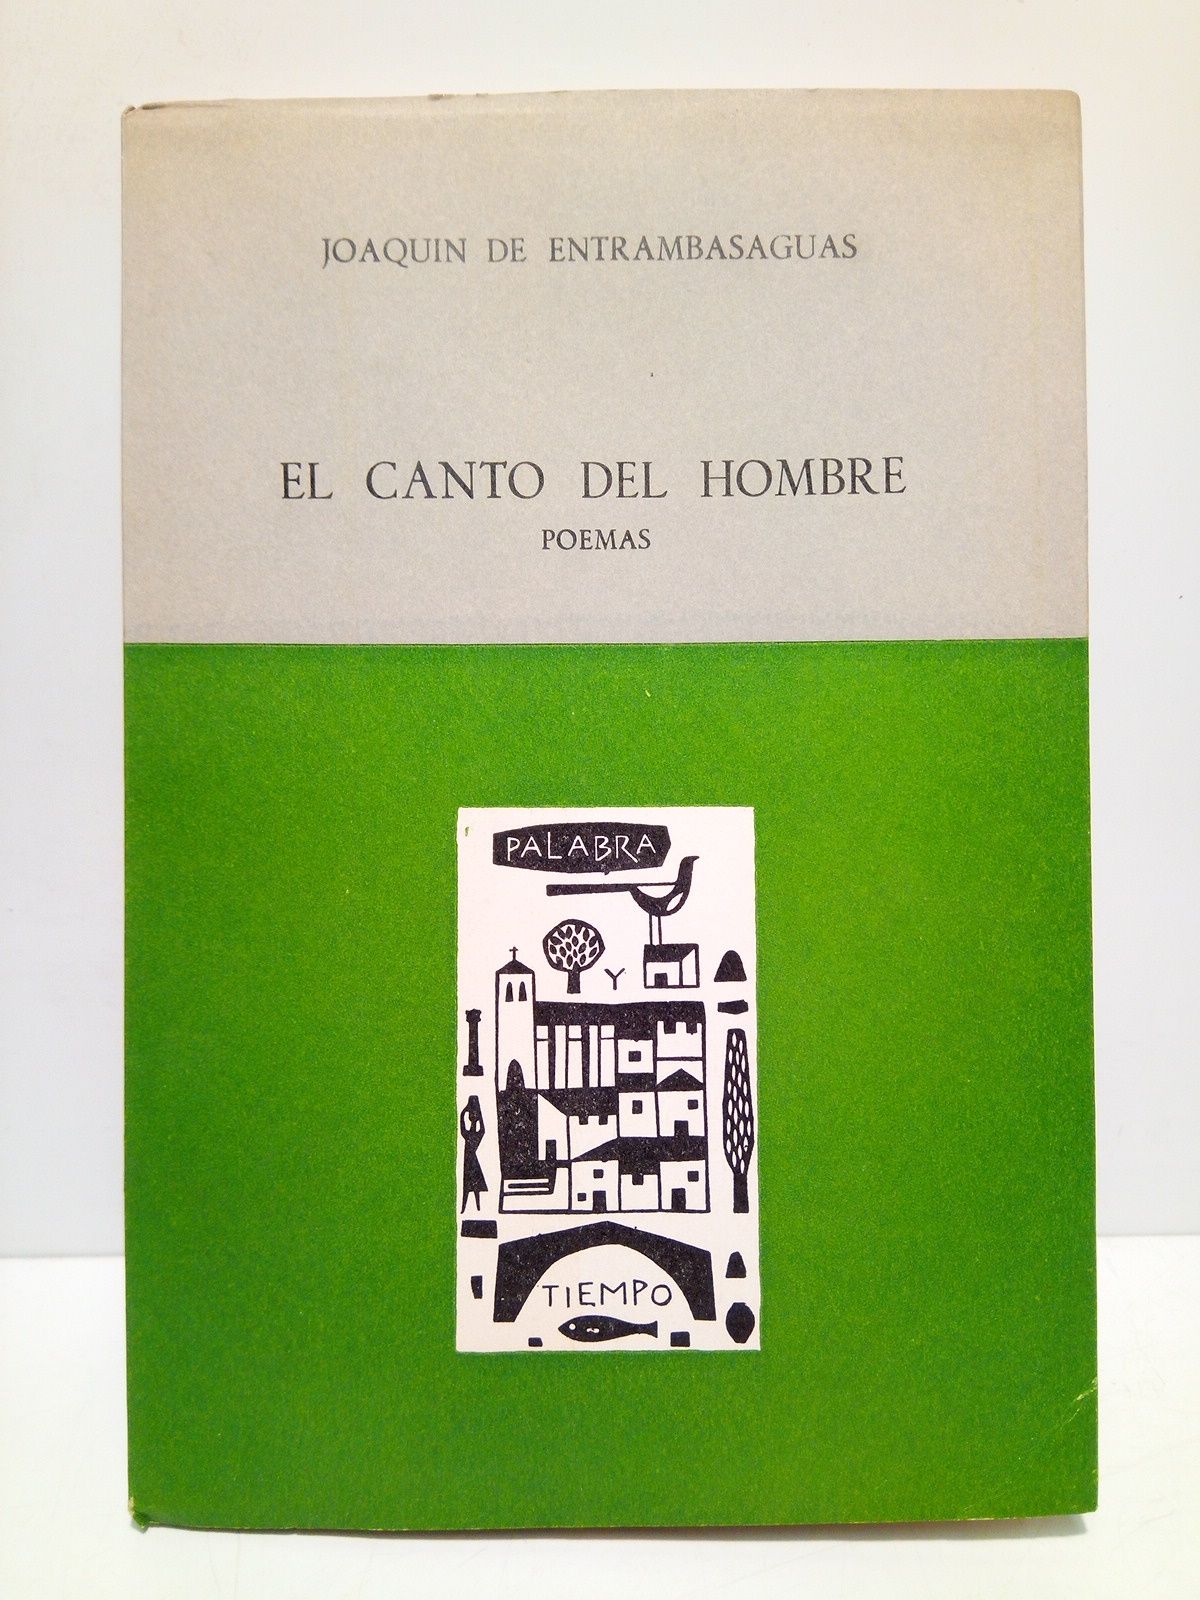 JOAQUIN DE ENTRAMBASAGUAS
EL CANTO DEL HOMBRE
POEMAS
PALABRA
Y
TIEMPO